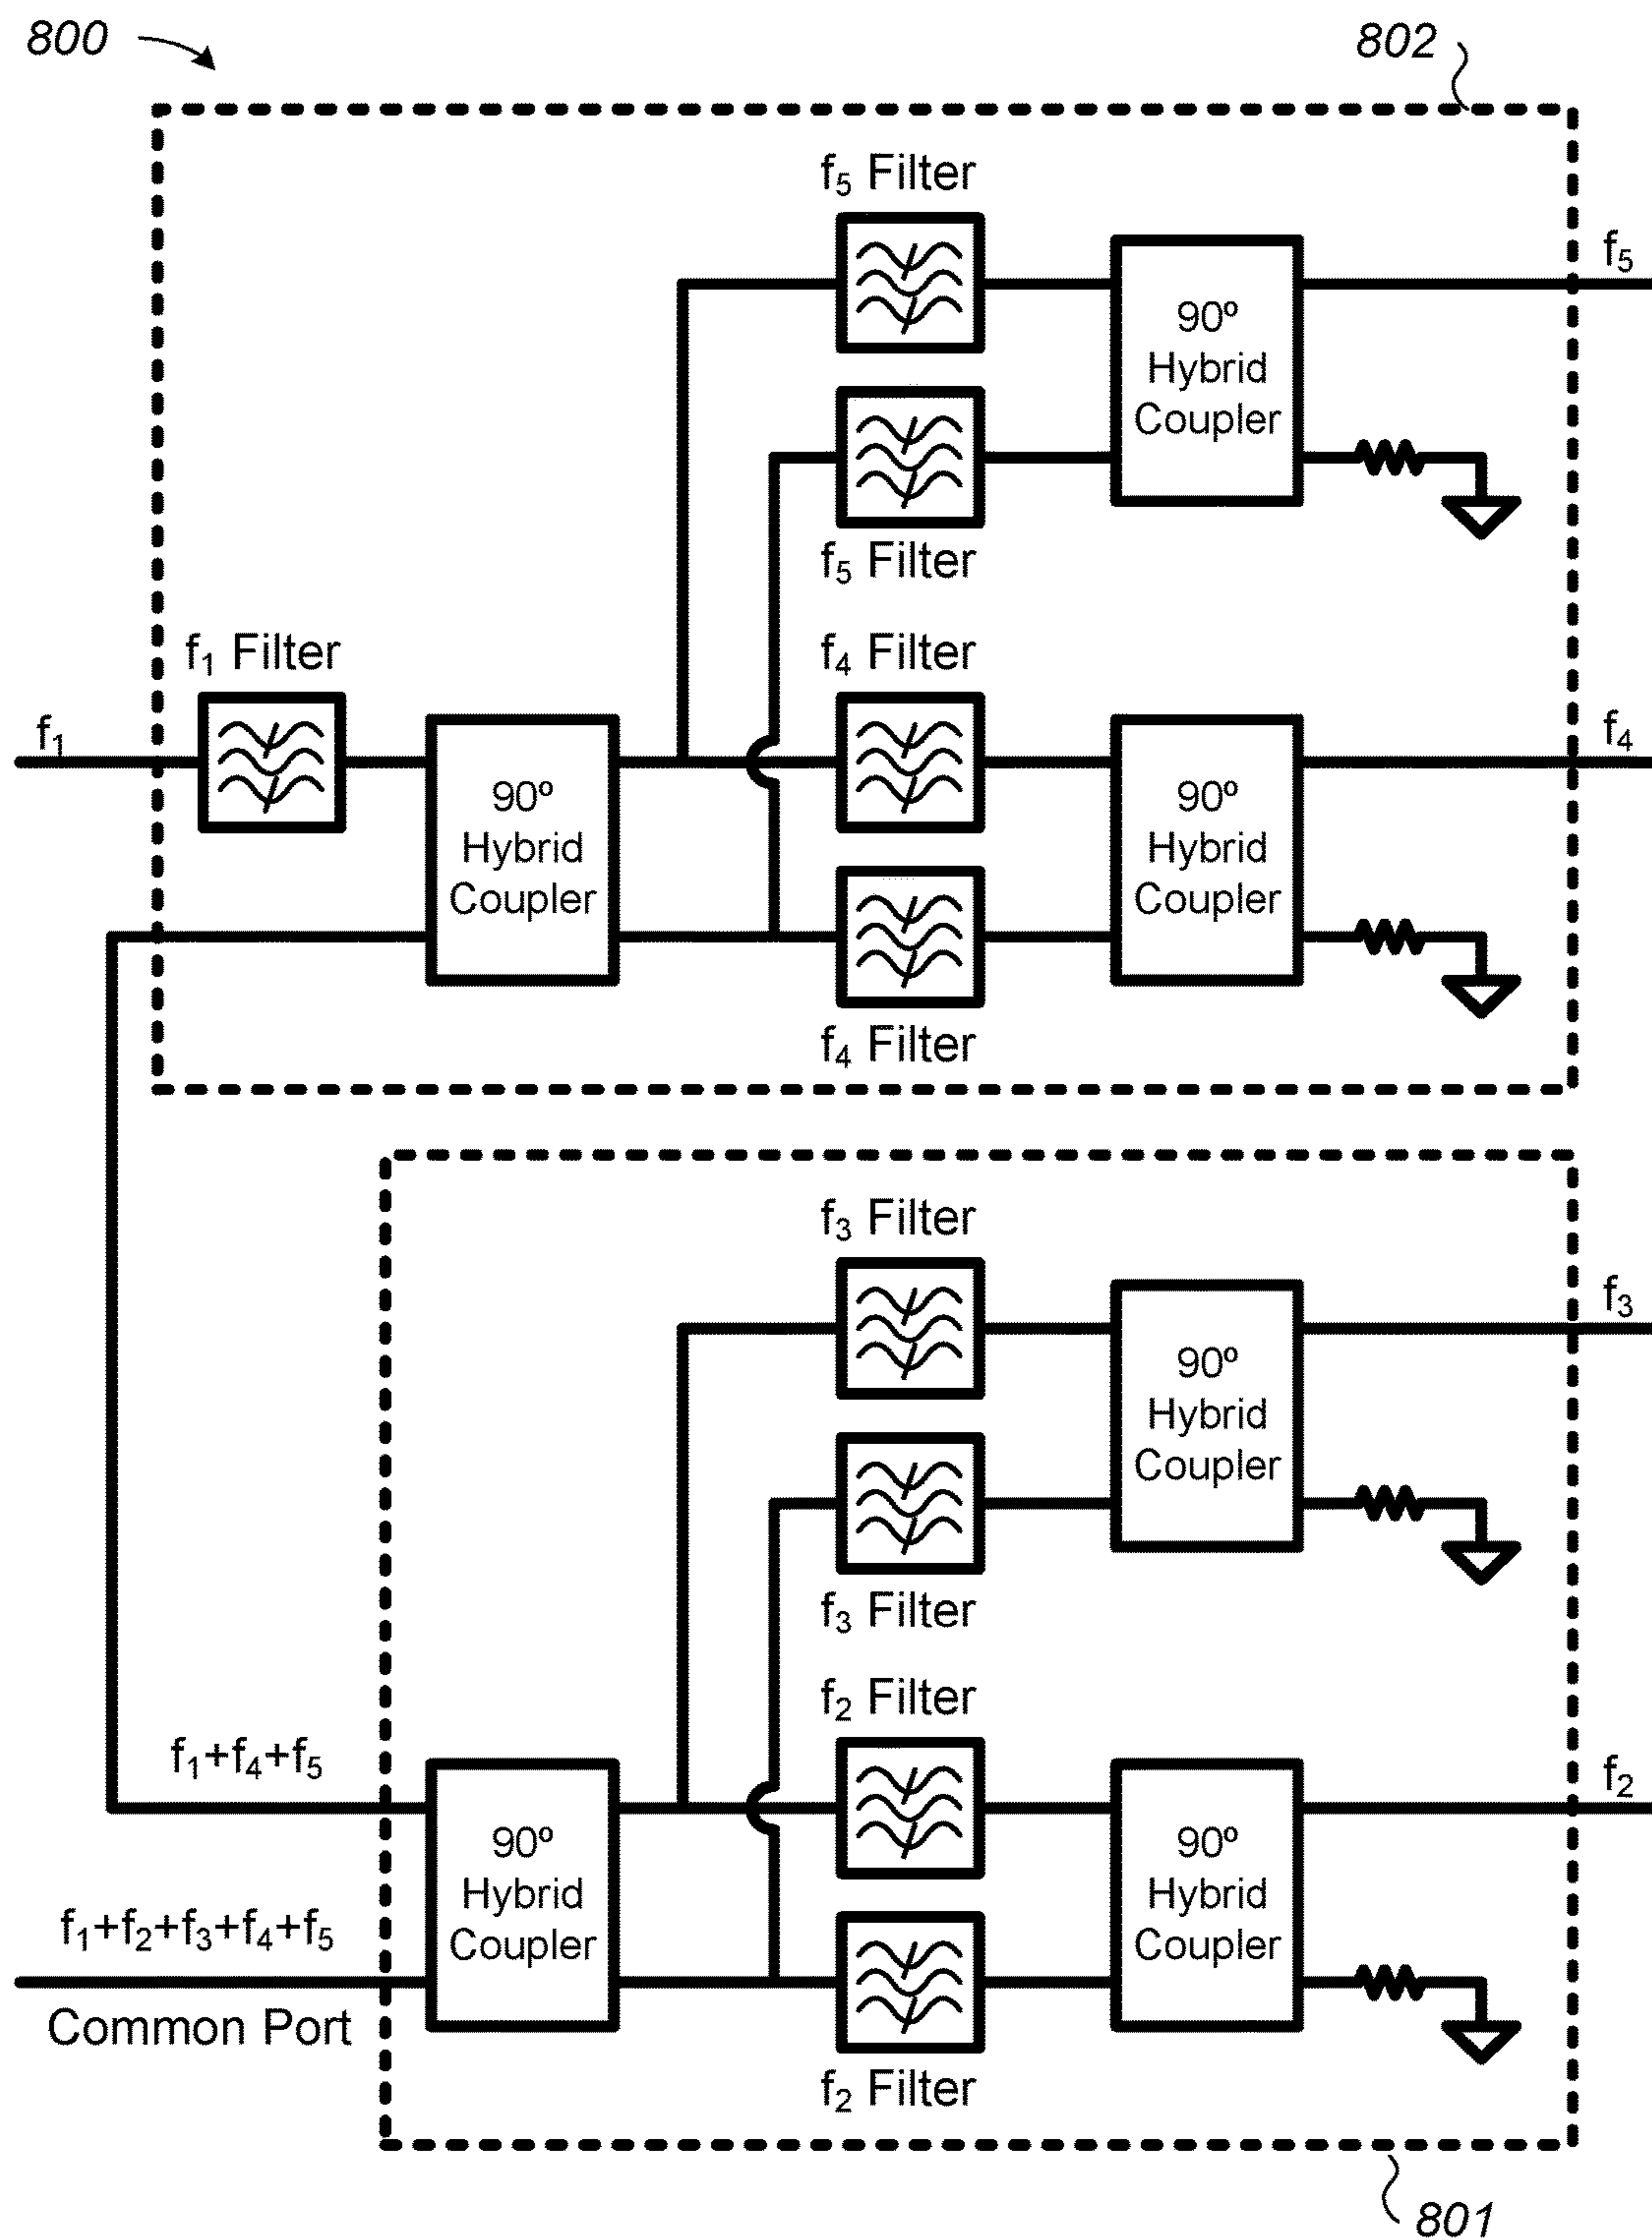 800
802
f5 Filter
f5
90º
Hybrid
Coupler
f5 Filter
f1 Filter
f4 Filter
f1
f4
90º
Hybrid
Coupler
90º
Hybrid
Coupler
f4 Filter
f3 Filter
f3
90º
Hybrid
Coupler
f3 Filter
f2 Filter
f1+f4+f5
f2
90º
Hybrid
Coupler
90º
Hybrid
Coupler
f1+f2+f3+f4+f5
Common Port
f2 Filter
801